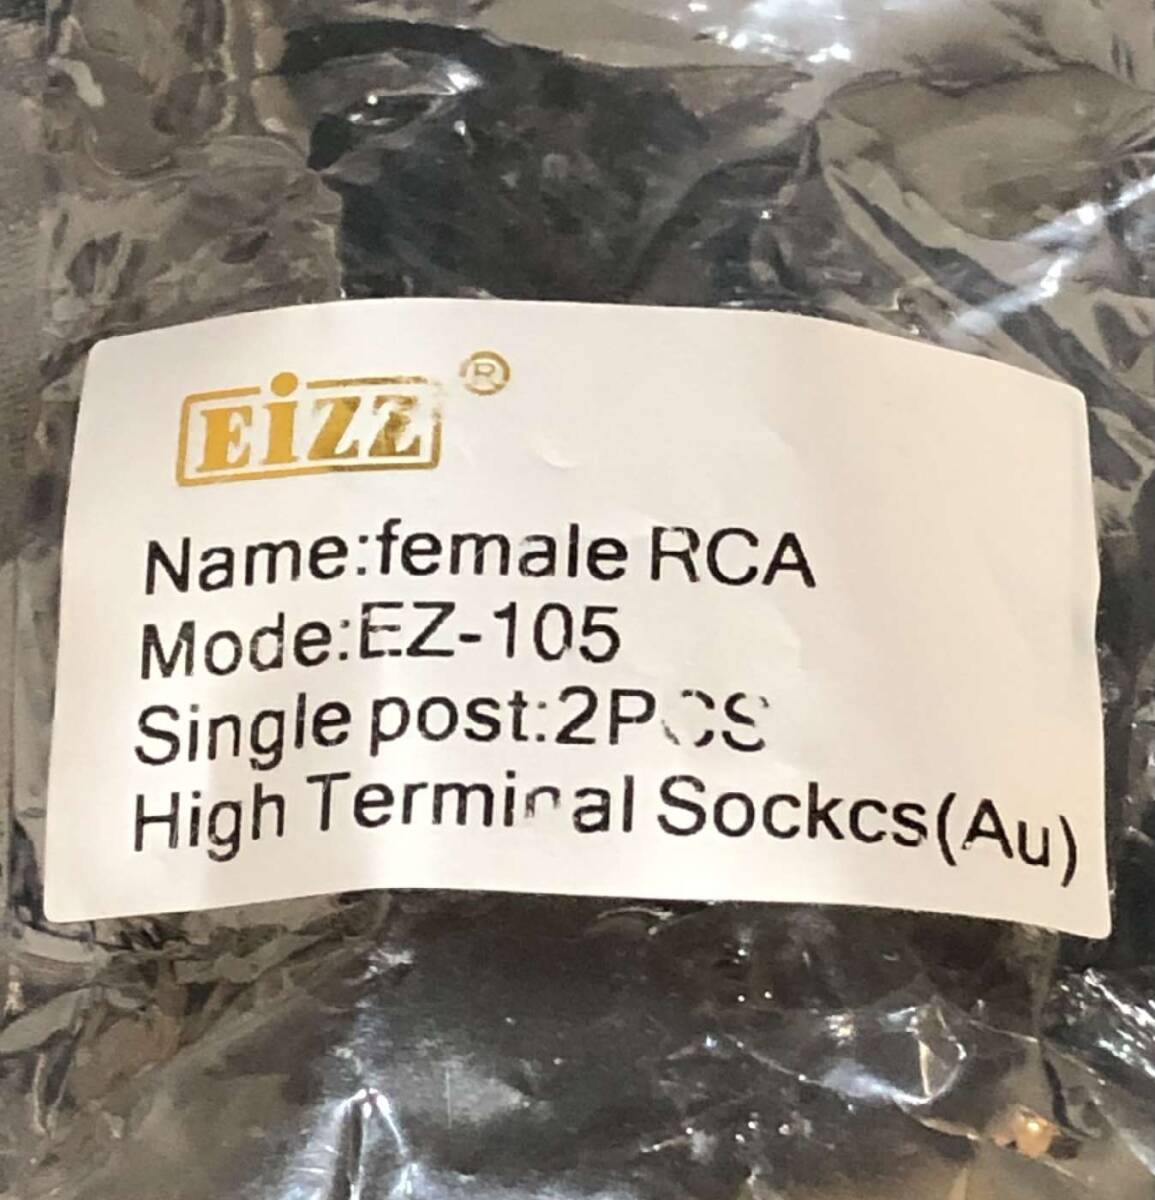 EiZZ ®
Name:female RCA
Mode:EZ-105
Single post:2PCS
High Terminal Sockcs(Au)